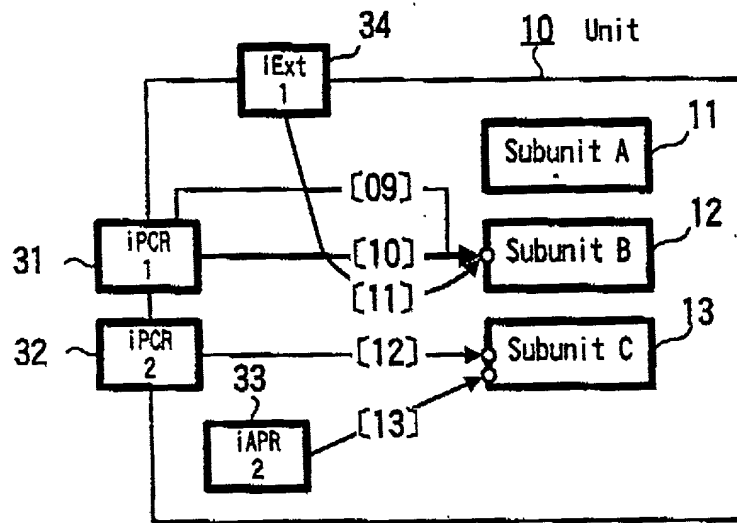 34
10 Unit
iExt
1
11
Subunit A
[09]
12
31
iPCR
1
[10]
Subunit B
[11]
13
32
iPCR
2
[12]
Subunit C
33
[13]
iAPR
2